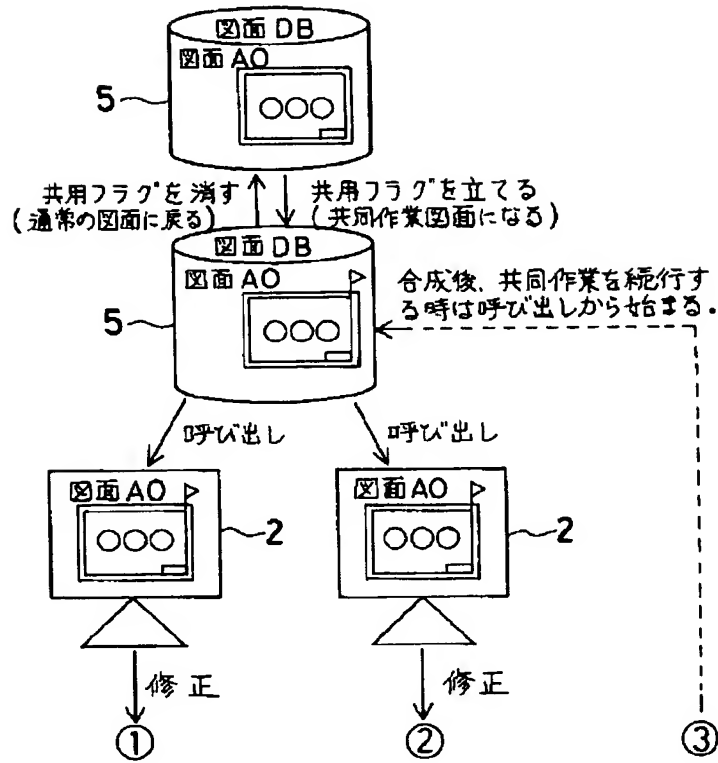 図面 DB
図面 A0
5
共用フラグを消す
(通常の図面に戻る)
共用フラグを立てる
(共同作業図面になる)
図面 DB
図面 A0
5
合成後、共同作業を続行す
る時は呼び出しから始まる.
呼び出し
呼び出し
図面 A0
2
図面 A0
2
修正
修正
①
②
③